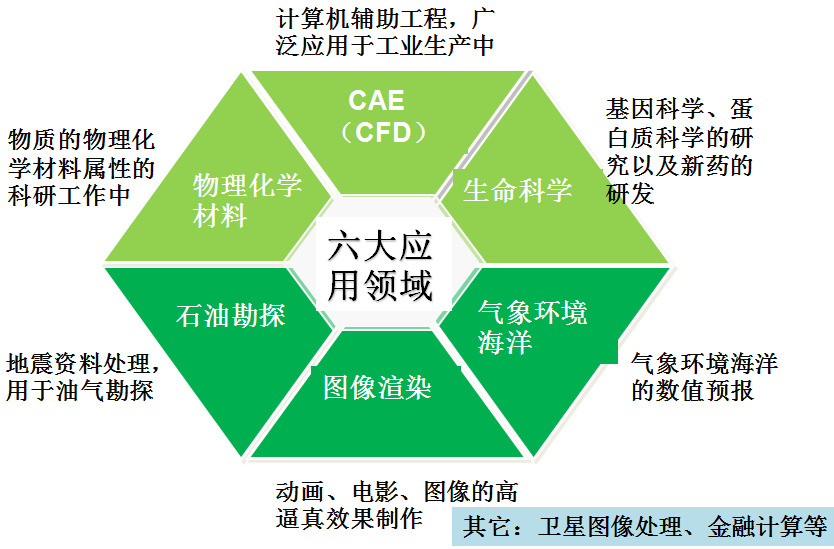 计算机辅助工程，广
泛应用于工业生产中
CAE
（CFD）
基因科学、蛋
白质科学的研
究以及新药的
研发
物质的物理化
学材料属性的
科研工作中
物理化学
材料
生命科学
六大应
用领域
石油勘探
气象环境
海洋
地震资料处理，
用于油气勘探
图像渲染
气象环境海洋
的数值预报
动画、电影、图像的高
逼真效果制作
其它：卫星图像处理、金融计算等